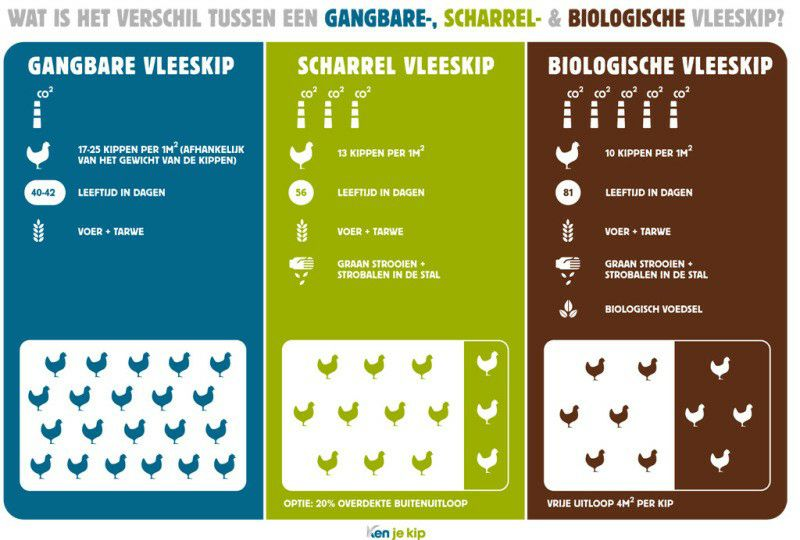 WAT IS HET VERSCHIL TUSSEN EEN GANGBARE-, SCHARREL- & BIOLOGISCHE VLEESKIP?
GANGBARE VLEESKIP
CO²
17-25 KIPPEN PER 1M² (AFHANKELIJK
VAN HET GEWICHT VAN DE KIPPEN)
40-42 LEEFTIJD IN DAGEN
VOER + TARWE
SCHARREL VLEESKIP
CO² CO² CO²
13 KIPPEN PER 1M²
56 LEEFTIJD IN DAGEN
VOER + TARWE
GRAAN STROOIEN +
STROBALEN IN DE STAL
OPTIE: 20% OVERDEKTE BUITENUITLOOP
BIOLOGISCHE VLEESKIP
CO² CO² CO² CO² CO²
10 KIPPEN PER 1M²
81 LEEFTIJD IN DAGEN
VOER + TARWE
GRAAN STROOIEN +
STROBALEN IN DE STAL
BIOLOGISCH VOEDSEL
VRIJE UITLOOP 4M² PER KIP
Ken je kip